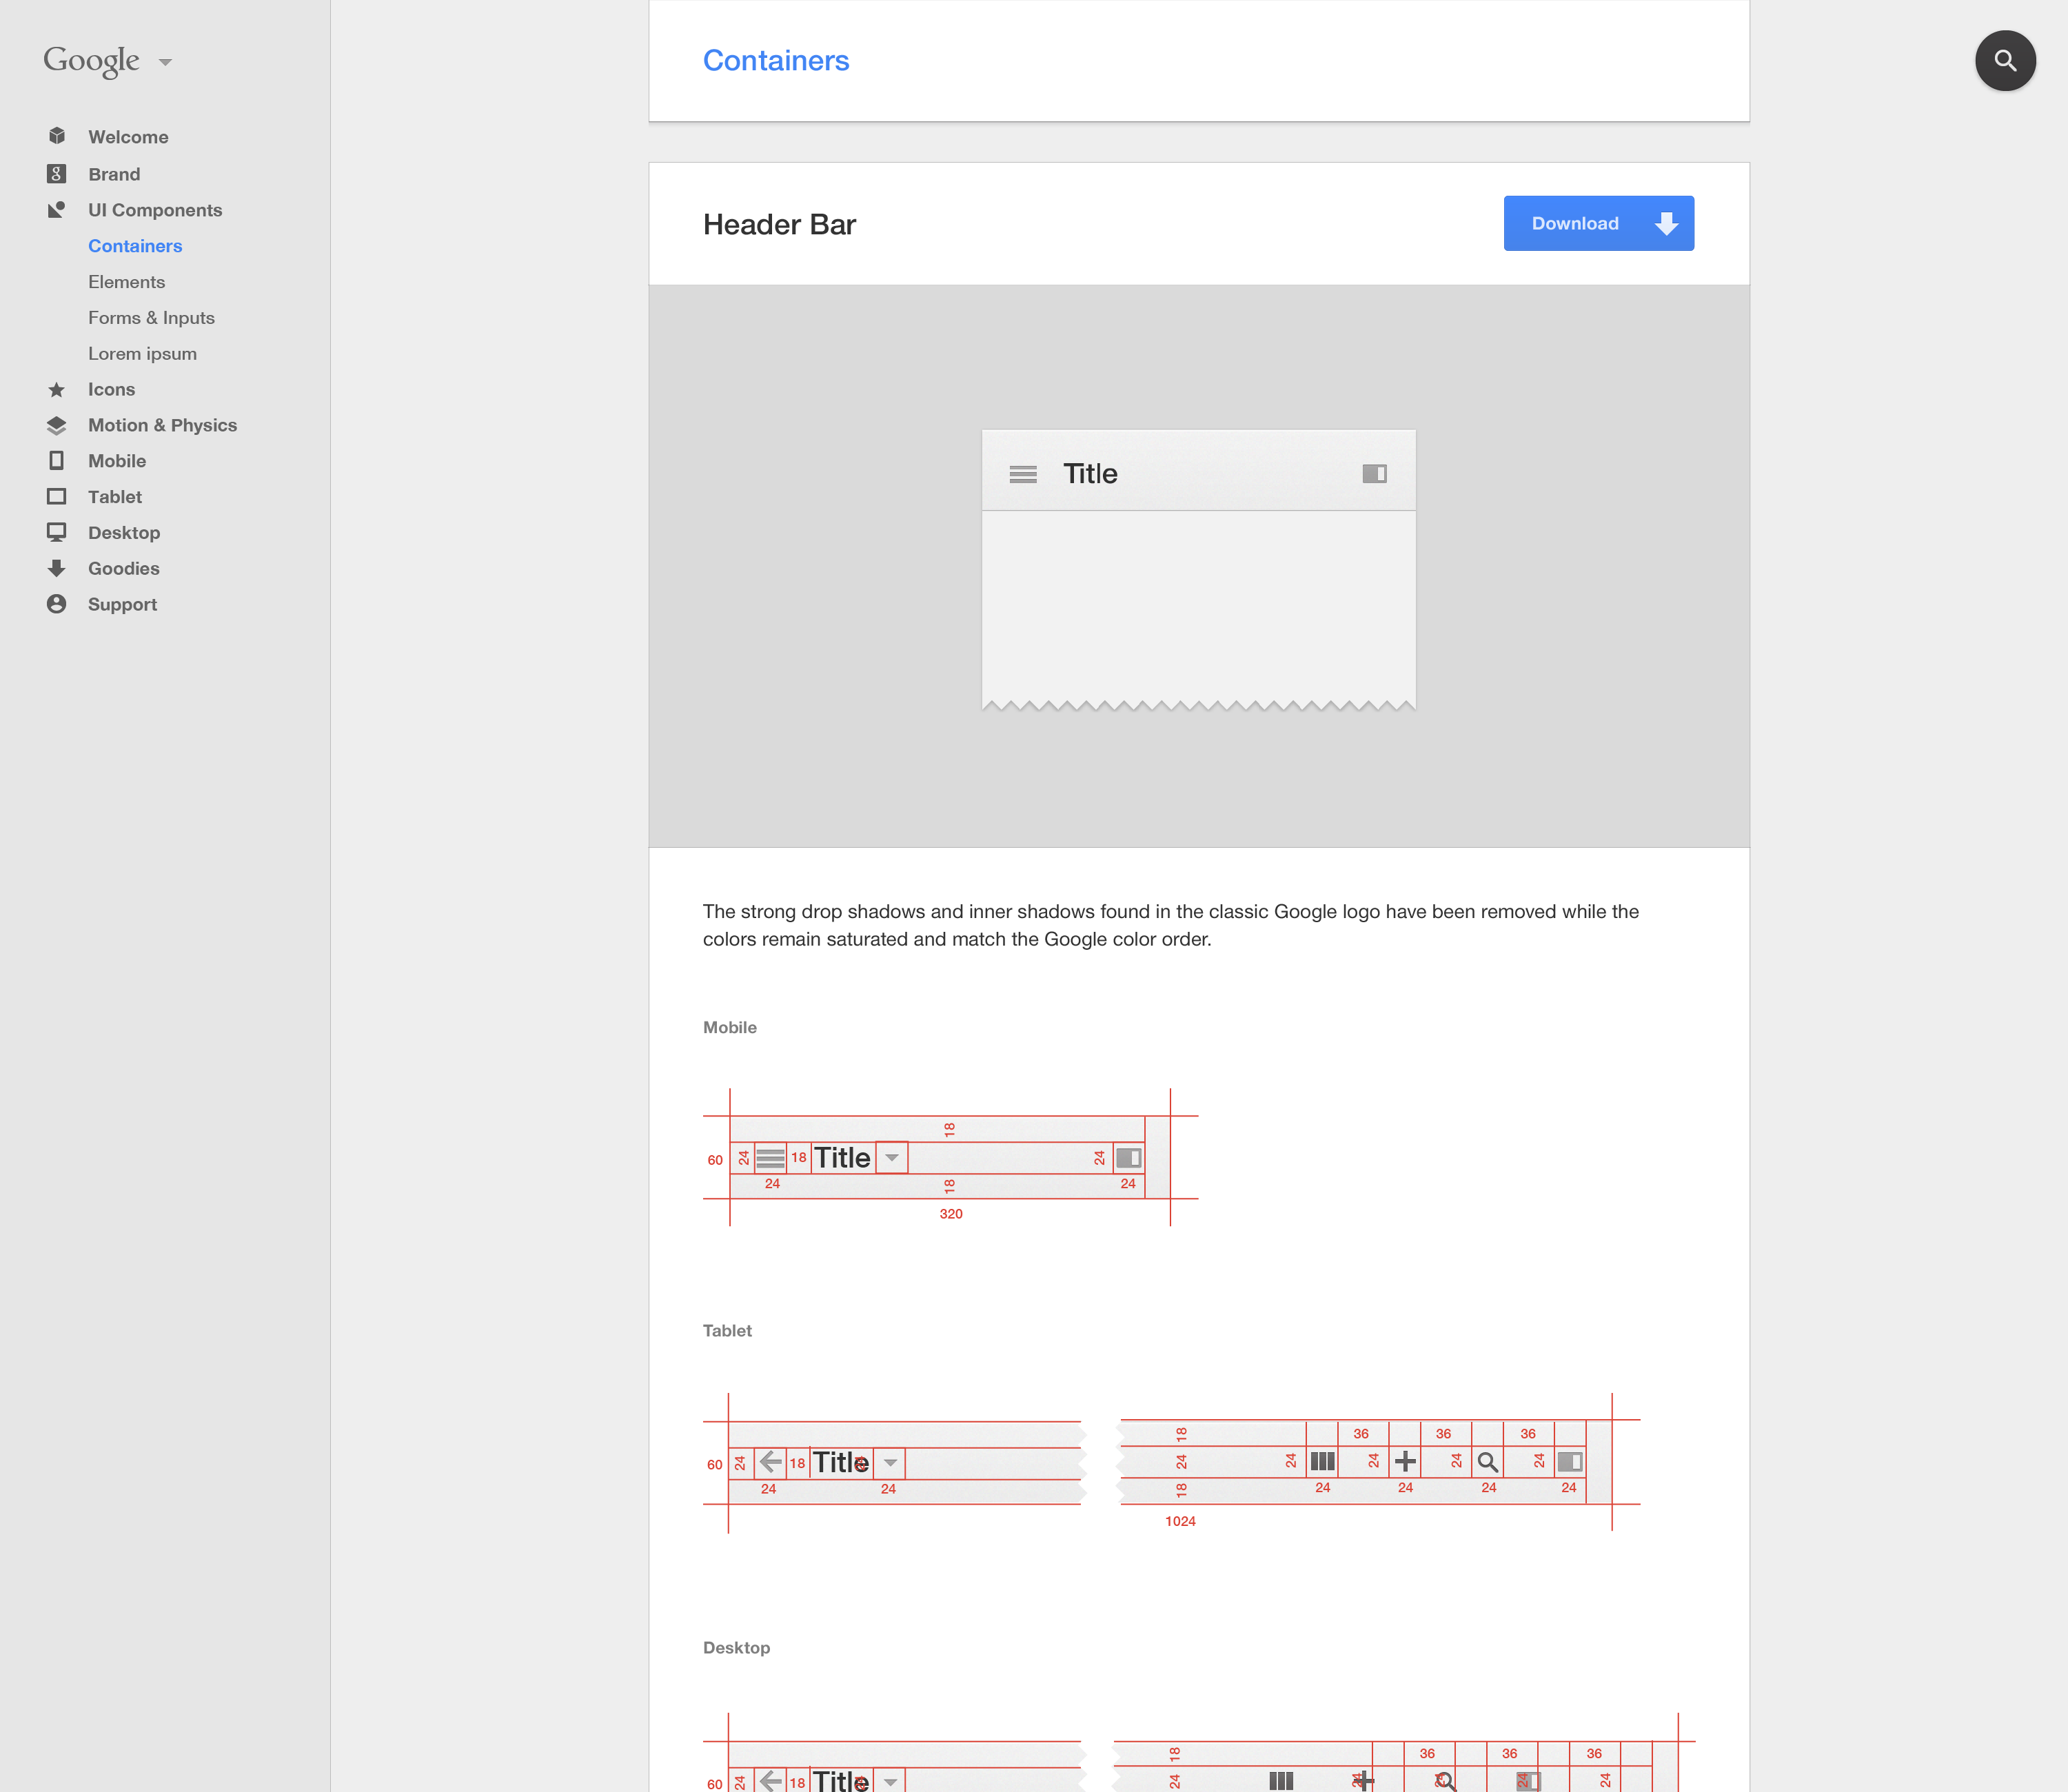 Google
Welcome
Brand
UI Components
Containers
Elements
Forms & Inputs
Lorem ipsum
Icons
Motion & Physics
Mobile
Tablet
Desktop
Goodies
Support
Containers
Header Bar
Download
Title
The strong drop shadows and inner shadows found in the classic Google logo have been removed while the
colors remain saturated and match the Google color order.
Mobile
18
60 24 18 Title 24
24 18 24
320
Tablet
18 36 36 36
60 24 18 Title 24 24 24 24 24 24
24 24 18 24 24 24 24
1024
Desktop
18 36 36 36
60 24 18 Title 24 24 24 24 24 24